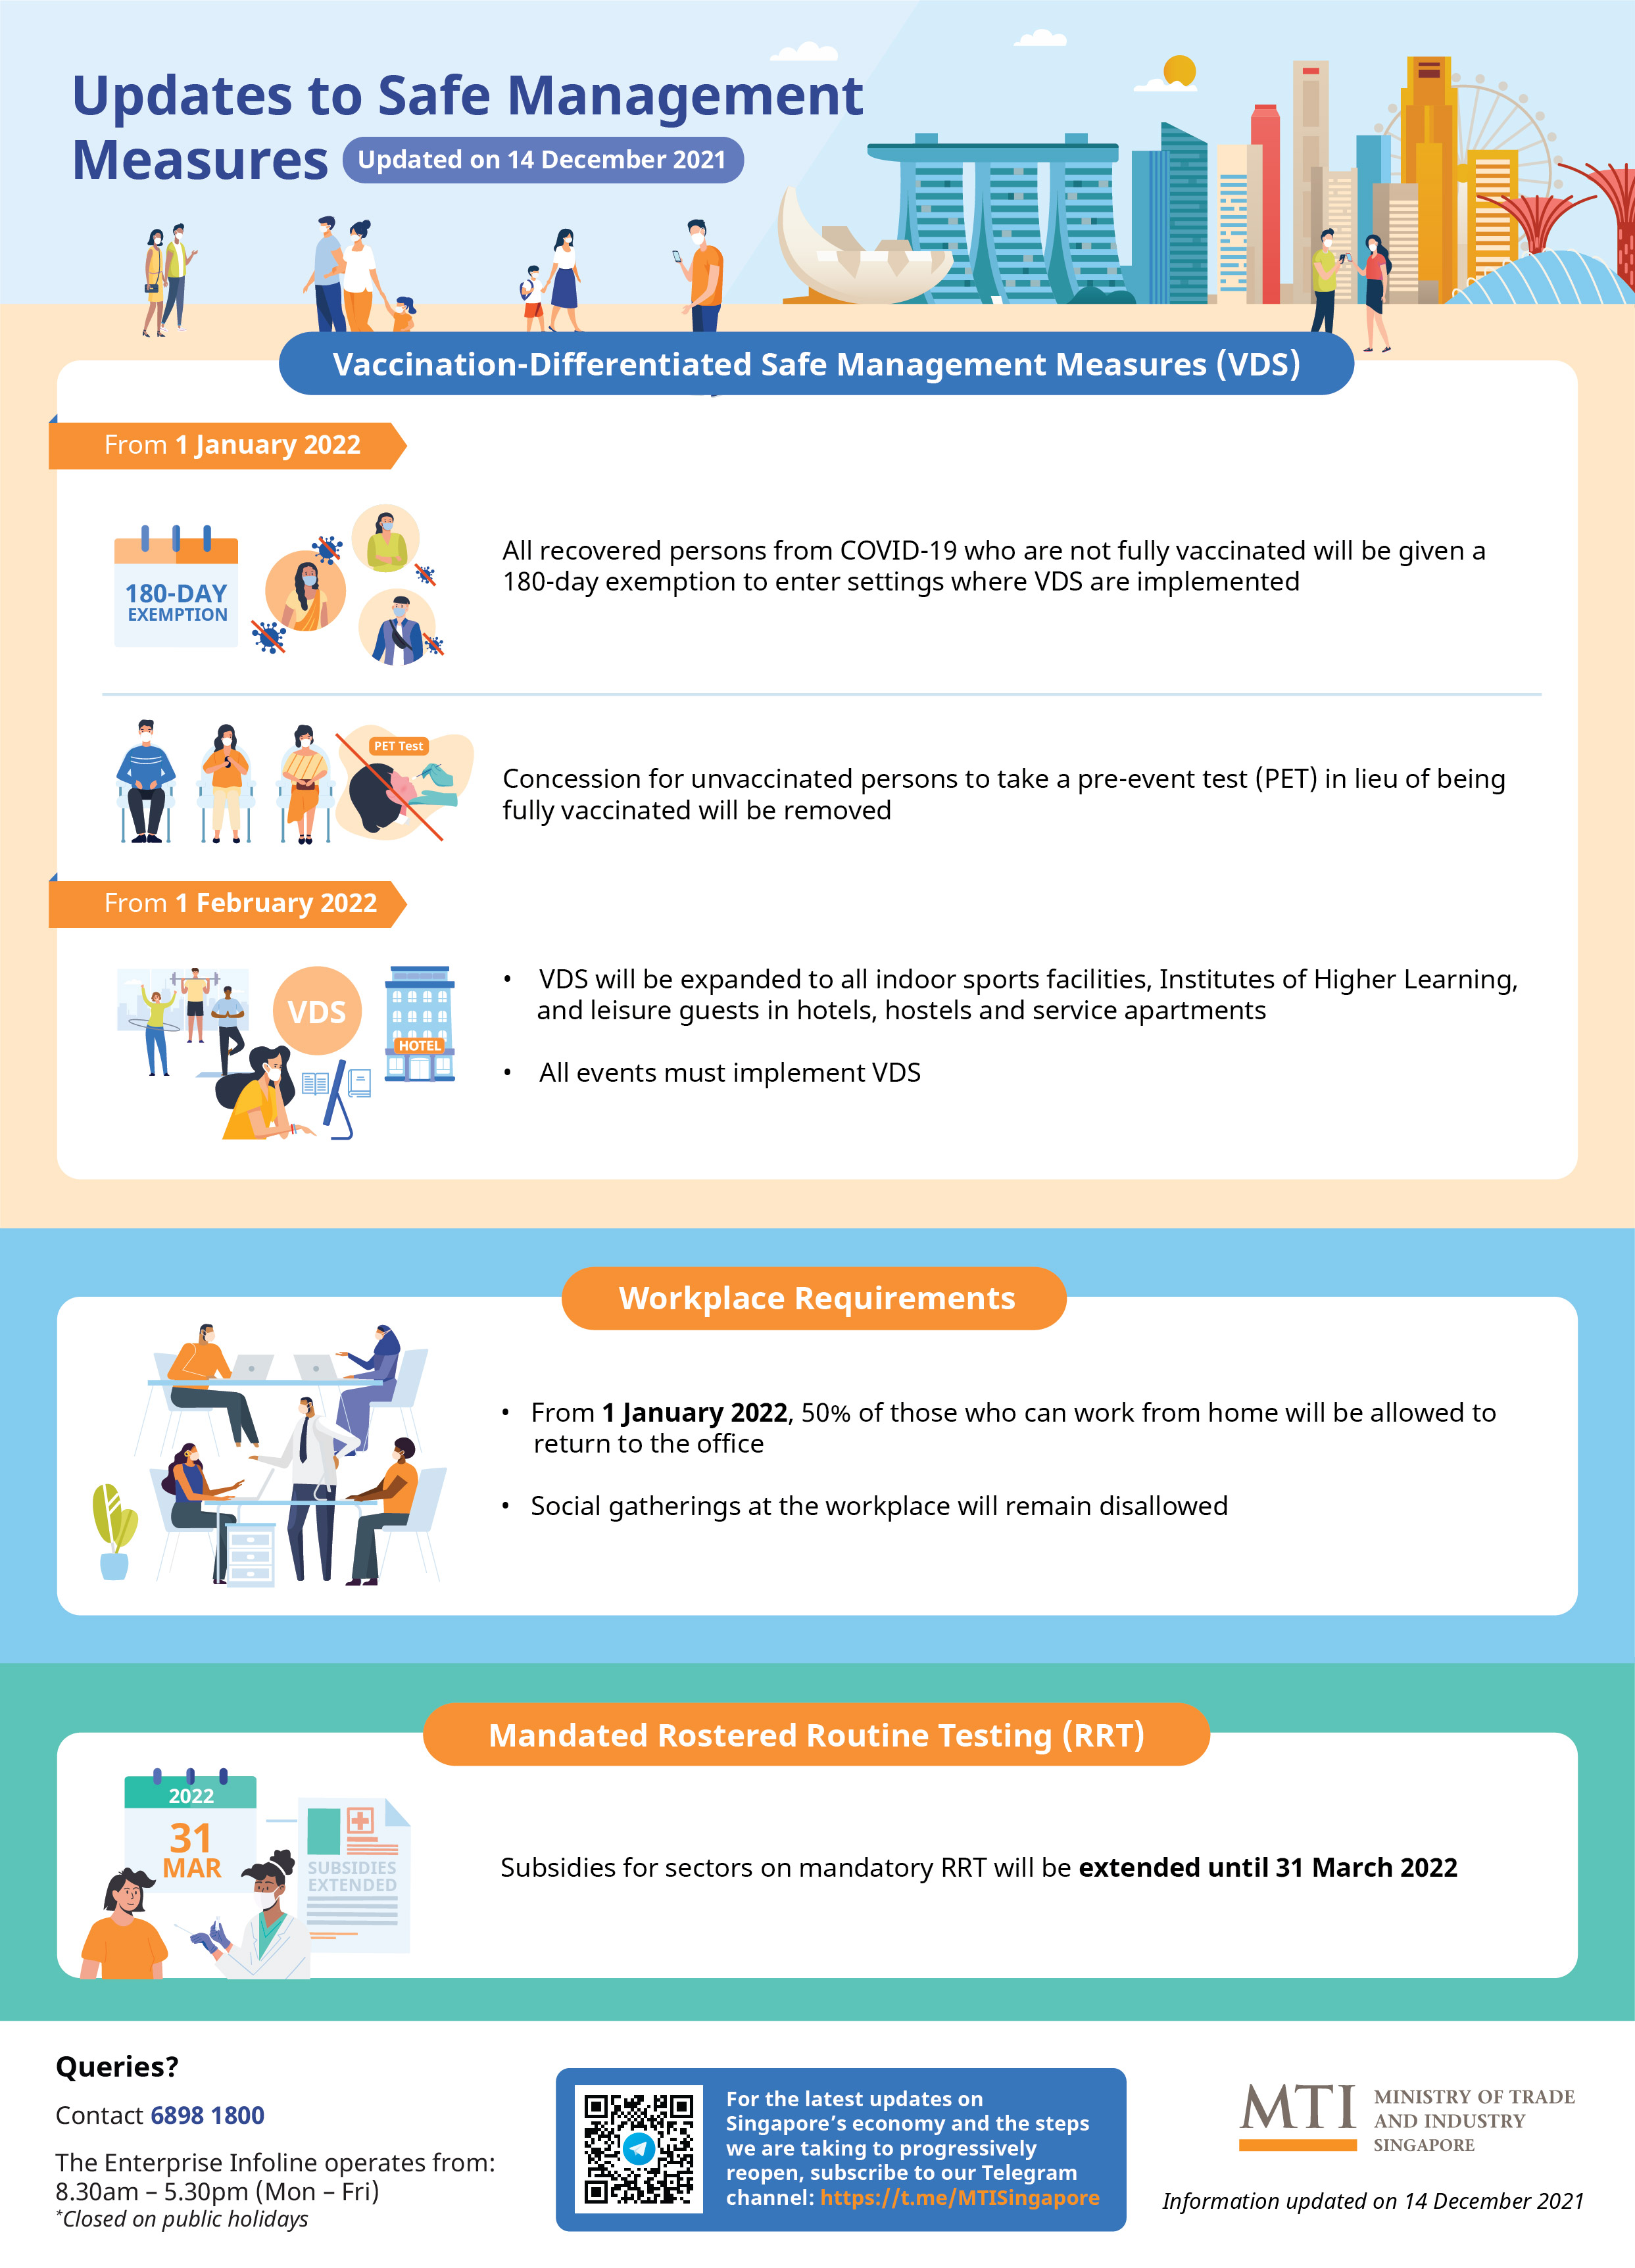 Updates to Safe Management
Measures
Updated on 14 December 2021
Vaccination-Differentiated Safe Management Measures (VDS)
From 1 January 2022
180-DAY
EXEMPTION
All recovered persons from COVID-19 who are not fully vaccinated will be given a
180-day exemption to enter settings where VDS are implemented
PET Test
Concession for unvaccinated persons to take a pre-event test (PET) in lieu of being
fully vaccinated will be removed
From 1 February 2022
VDS
HOTEL
• VDS will be expanded to all indoor sports facilities, Institutes of Higher Learning,
and leisure guests in hotels, hostels and service apartments
• All events must implement VDS
Workplace Requirements
• From 1 January 2022, 50% of those who can work from home will be allowed to
return to the office
• Social gatherings at the workplace will remain disallowed
Mandated Rostered Routine Testing (RRT)
2022
31
MAR
SUBSIDIES
EXTENDED
Subsidies for sectors on mandatory RRT will be extended until 31 March 2022
Queries?
Contact 6898 1800
The Enterprise Infoline operates from:
8.30am – 5.30pm (Mon – Fri)
*Closed on public holidays
For the latest updates on
Singapore's economy and the steps
we are taking to progressively
reopen, subscribe to our Telegram
channel: https://t.me/MTISingapore
MTI
MINISTRY OF TRADE
AND INDUSTRY
SINGAPORE
Information updated on 14 December 2021